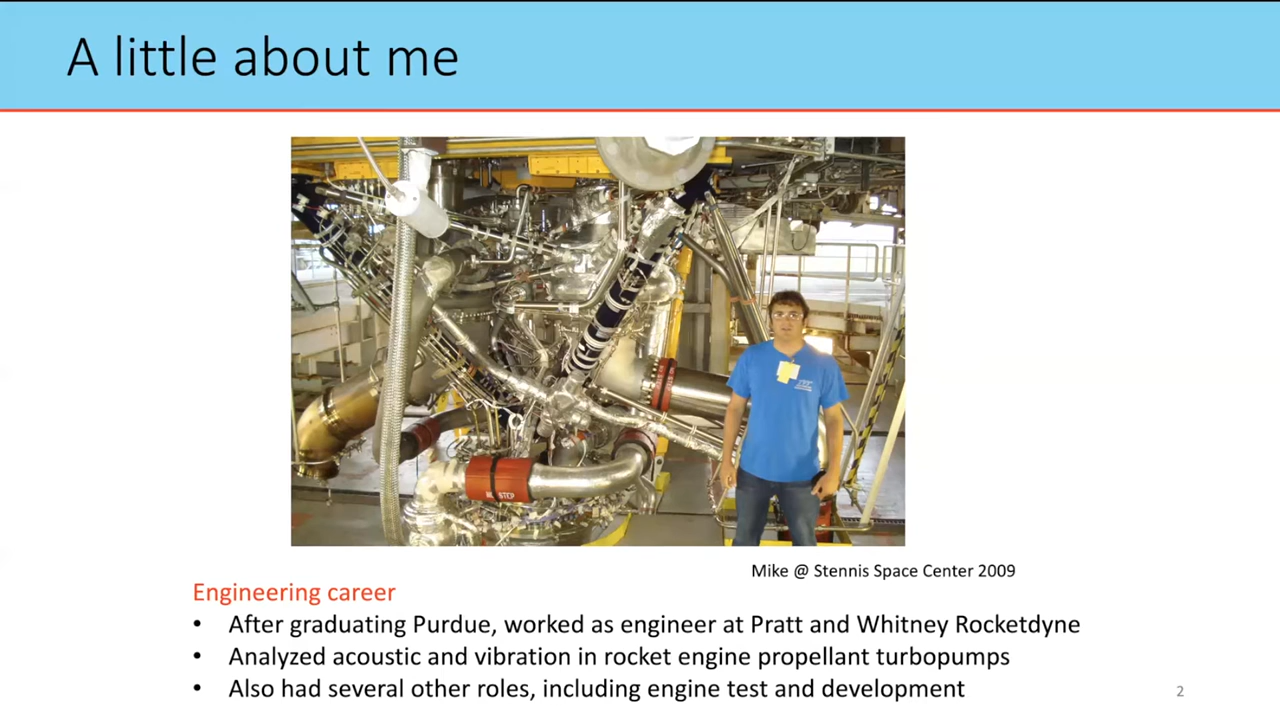 A little about me
NO STEP
Mike @ Stennis Space Center 2009
Engineering career
• After graduating Purdue, worked as engineer at Pratt and Whitney Rocketdyne
• Analyzed acoustic and vibration in rocket engine propellant turbopumps
• Also had several other roles, including engine test and development
2